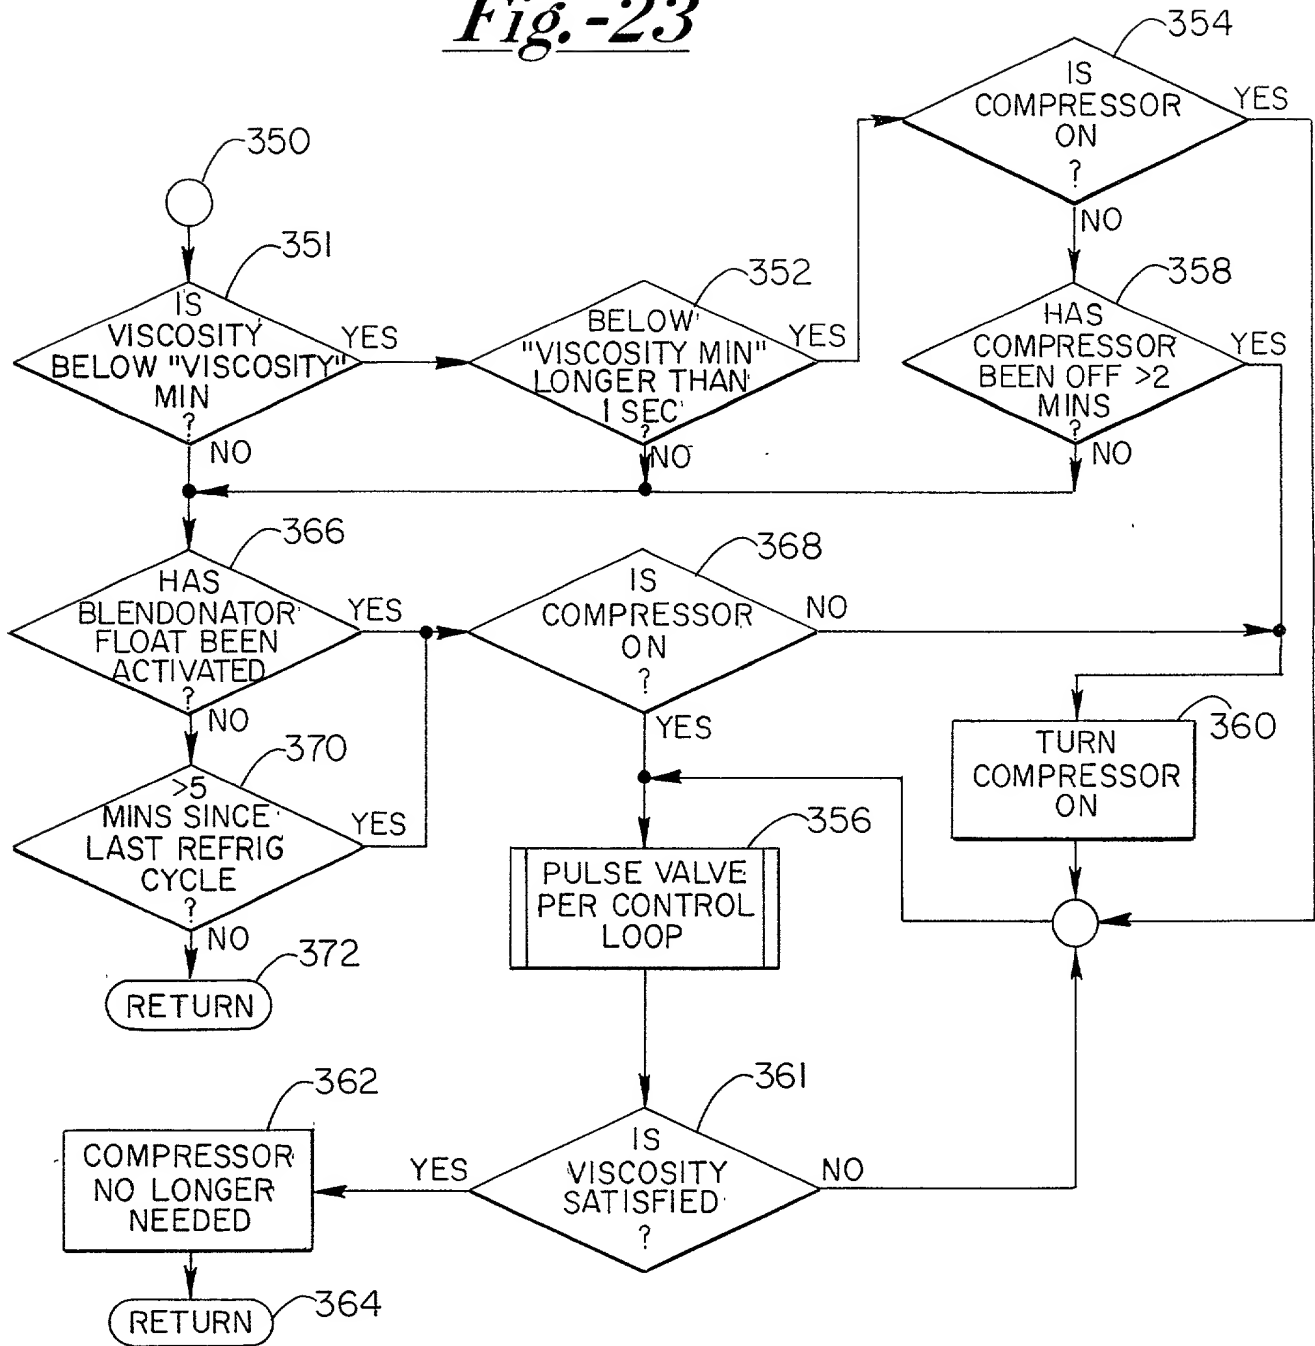 Fig.-23
354
IS
COMPRESSOR
ON
?
YES
NO
350
351
IS
VISCOSITY
BELOW "VISCOSITY"
MIN
?
YES
NO
352
BELOW
"VISCOSITY MIN"
LONGER THAN
1 SEC
?
YES
NO
358
HAS
COMPRESSOR
BEEN OFF >2
MINS
?
YES
NO
366
HAS
BLENDONATOR
FLOAT BEEN
ACTIVATED
?
YES
NO
368
IS
COMPRESSOR
ON
?
NO
YES
370
>5
MINS SINCE
LAST REFRIG
CYCLE
?
YES
NO
372
RETURN
360
TURN
COMPRESSOR
ON
356
PULSE VALVE
PER CONTROL
LOOP
361
IS
VISCOSITY
SATISFIED
?
YES
NO
362
COMPRESSOR
NO LONGER
NEEDED
RETURN
364